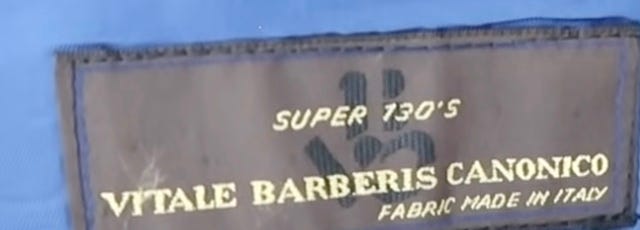 SUPER 130'S
VITALE BARBERIS CANONICO
FABRIC MADE IN ITALY